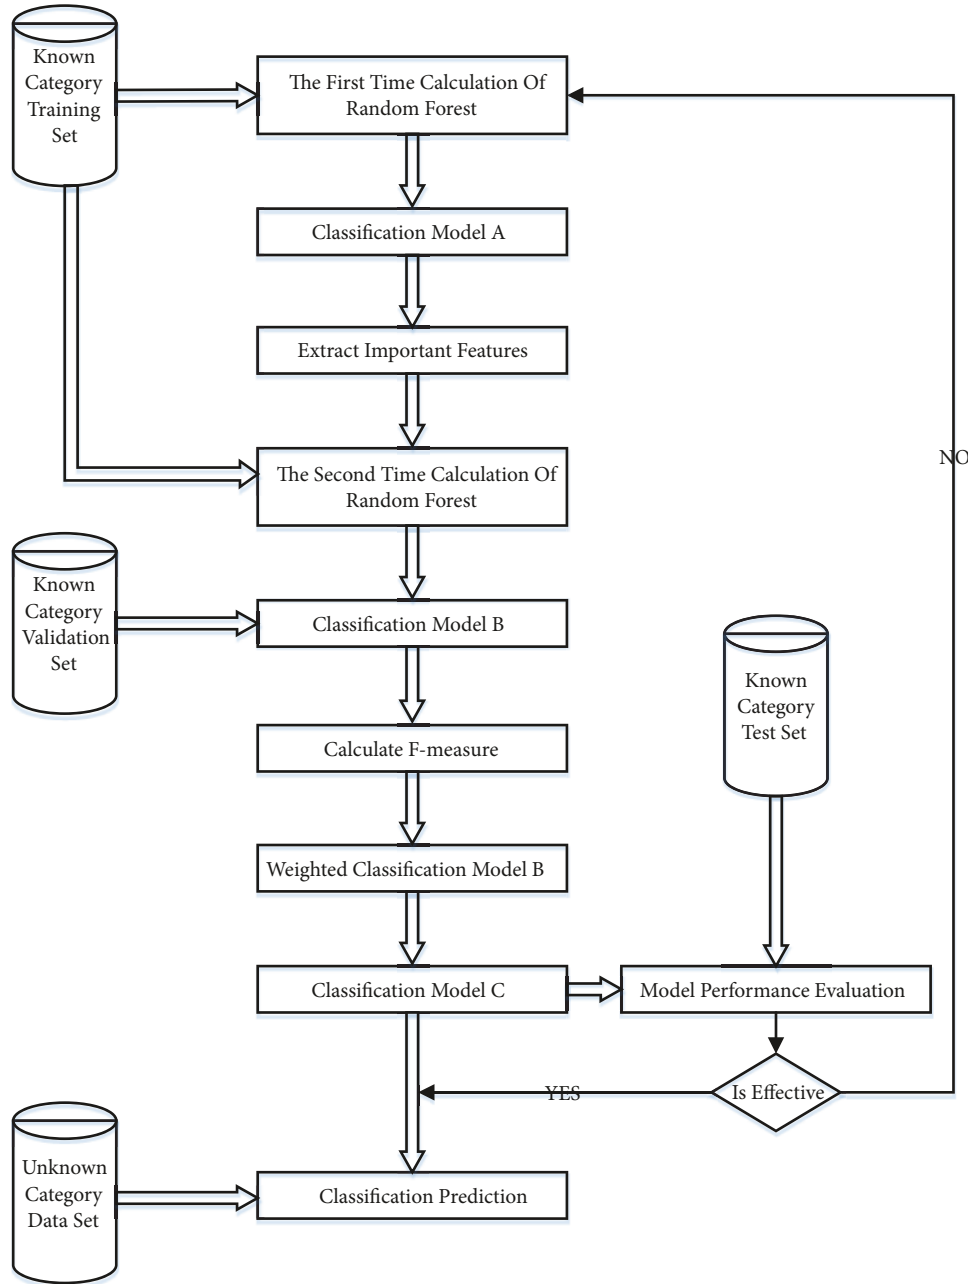 Known
Category
Training
Set
The First Time Calculation Of
Random Forest
Classification Model A
Extract Important Features
The Second Time Calculation Of
Random Forest
NO
Known
Category
Validation
Set
Classification Model B
Known
Category
Test Set
Calculate F-measure
Weighted Classification Model B
Classification Model C
Model Performance Evaluation
YES
Is Effective
Unknown
Category
Data Set
Classification Prediction